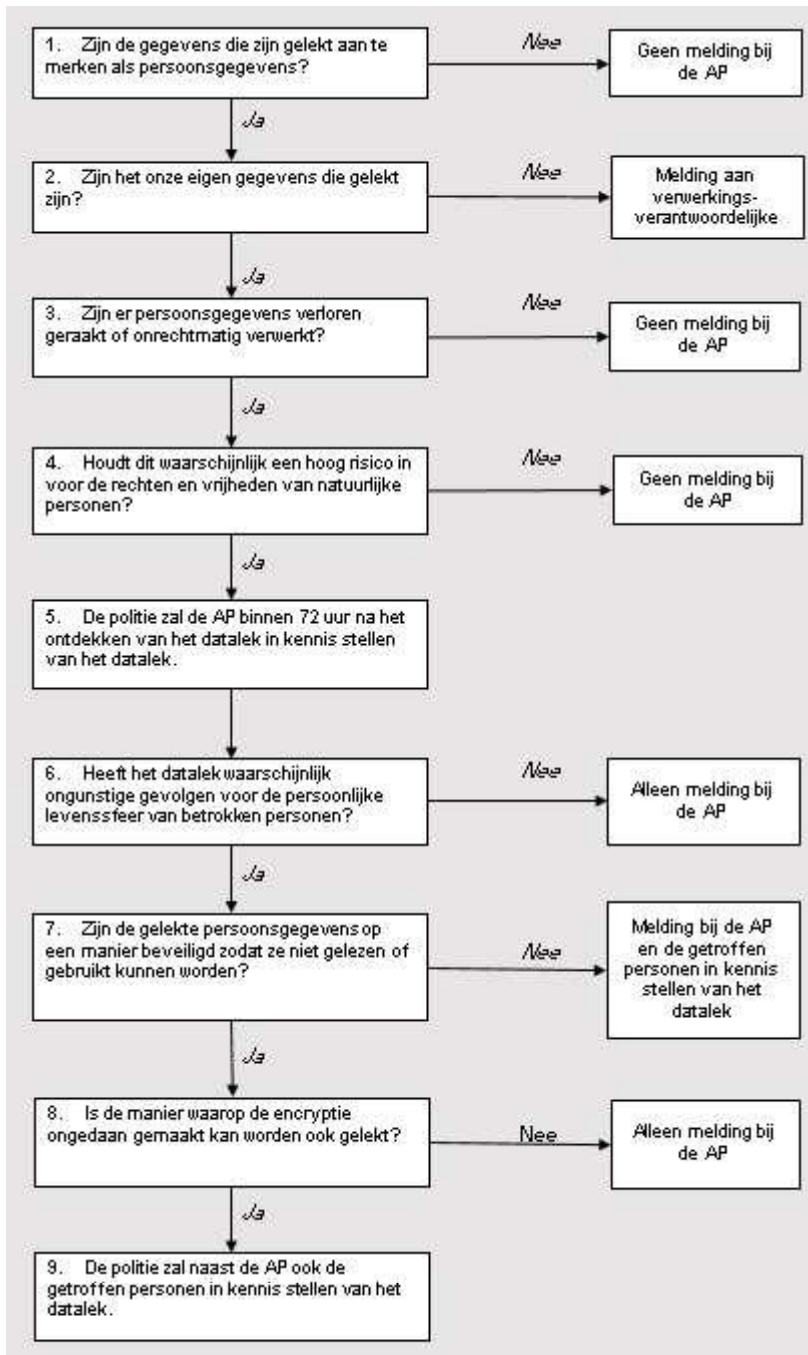 1. Zijn de gegevens die zijn gelekt aan te
merken als persoonsgegevens?
Nee
Geen melding bij
de AP
Ja
2. Zijn het onze eigen gegevens die gelekt
zijn?
Nee
Melding aan
verwerkings-
verantwoordelijke
Ja
3. Zijn er persoonsgegevens verloren
geraakt of onrechtmatig verwerkt?
Nee
Geen melding bij
de AP
Ja
4. Houdt dit waarschijnlijk een hoog risico in
voor de rechten en vrijheden van natuurlijke
personen?
Nee
Geen melding bij
de AP
Ja
5. De politie zal de AP binnen 72 uur na het
ontdekken van het datalek in kennis stellen
van het datalek.
6. Heeft het datalek waarschijnlijk
ongunstige gevolgen voor de persoonlijke
levenssfeer van betrokken personen?
Nee
Alleen melding bij
de AP
Ja
7. Zijn de gelekte persoonsgegevens op
een manier beveiligd zodat ze niet gelezen of
gebruikt kunnen worden?
Nee
Melding bij de AP
en de getroffen
personen in kennis
stellen van het
datalek
Ja
8. Is de manier waarop de encryptie
ongedaan gemaakt kan worden ook gelekt?
Nee
Alleen melding bij
de AP
Ja
9. De politie zal naast de AP ook de
getroffen personen in kennis stellen van het
datalek.